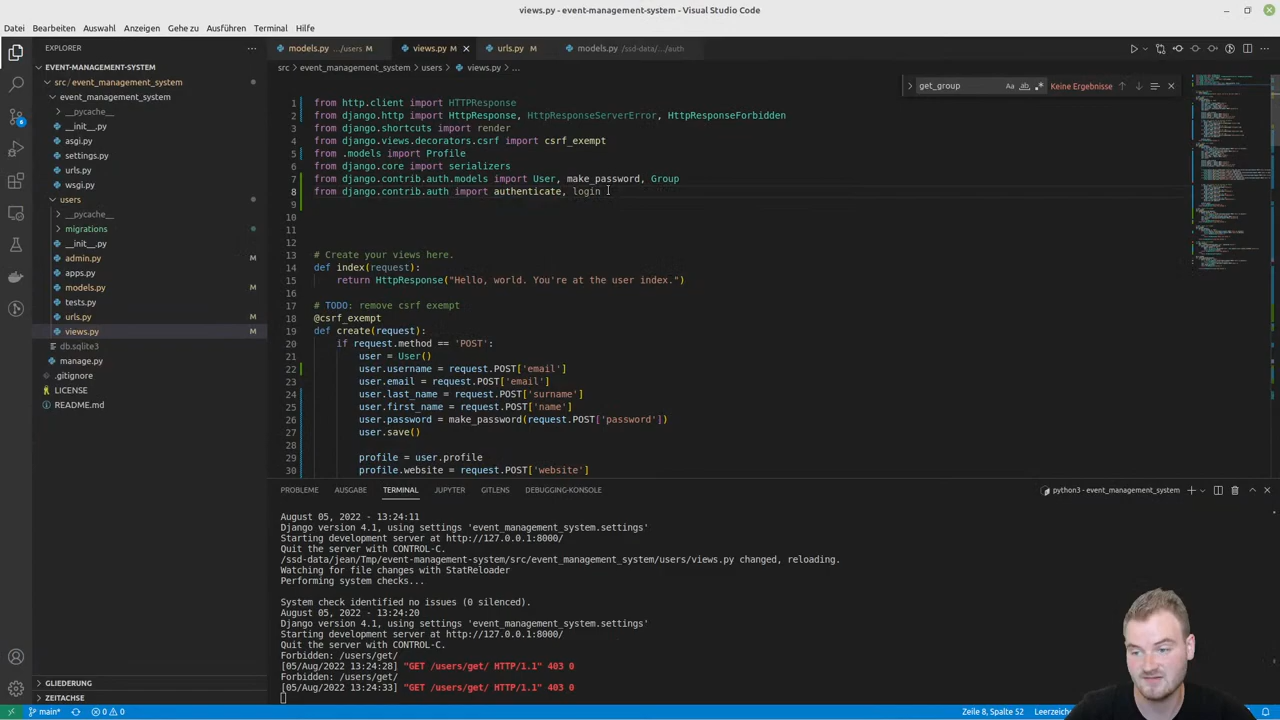 views.py - event-management-system - Visual Studio Code
Datei Bearbeiten Auswahl Anzeigen Gehe zu Ausführen Terminal Hilfe
EXPLORER
EVENT-MANAGEMENT-SYSTEM
src / event_management_system
event_management_system
__pycache__
__init__.py
asgi.py
settings.py
urls.py
wsgi.py
users
__pycache__
migrations
__init__.py
admin.py M
apps.py
models.py M
tests.py
urls.py M
views.py M
db.sqlite3
manage.py
.gitignore
LICENSE
README.md
GLIEDERUNG
ZEITACHSE
models.py .../users M
views.py M
urls.py M
models.py /ssd-data/.../auth
src > event_management_system > users > views.py > ...
get_group
Aa ab
Keine Ergebnisse
1 from http.client import HTTPResponse
2 from django.http import HttpResponse, HttpResponseServerError, HttpResponseForbidden
3 from django.shortcuts import render
4 from django.views.decorators.csrf import csrf_exempt
5 from .models import Profile
6 from django.core import serializers
7 from django.contrib.auth.models import User, make_password, Group
8 from django.contrib.auth import authenticate, login
9
10
11
12
13 # Create your views here.
14 def index(request):
15 return HttpResponse("Hello, world. You're at the user index.")
16
17 # TODO: remove csrf exempt
18 @csrf_exempt
19 def create(request):
20 if request.method == 'POST':
21 user = User()
22 user.username = request.POST['email']
23 user.email = request.POST['email']
24 user.last_name = request.POST['surname']
25 user.first_name = request.POST['name']
26 user.password = make_password(request.POST['password'])
27 user.save()
28
29 profile = user.profile
30 profile.website = request.POST['website']
PROBLEME AUSGABE TERMINAL JUPYTER GITLENS DEBUGGING-KONSOLE
python3 - event_management_system
August 05, 2022 - 13:24:11
Django version 4.1, using settings 'event_management_system.settings'
Starting development server at http://127.0.0.1:8000/
Quit the server with CONTROL-C.
/ssd-data/jean/Tmp/event-management-system/src/event_management_system/users/views.py changed, reloading.
Watching for file changes with StatReloader
Performing system checks...
System check identified no issues (0 silenced).
August 05, 2022 - 13:24:20
Django version 4.1, using settings 'event_management_system.settings'
Starting development server at http://127.0.0.1:8000/
Quit the server with CONTROL-C.
Forbidden: /users/get/
[05/Aug/2022 13:24:28] "GET /users/get/ HTTP/1.1" 403 0
Forbidden: /users/get/
[05/Aug/2022 13:24:33] "GET /users/get/ HTTP/1.1" 403 0
main* 0 0
Zeile 8, Spalte 52